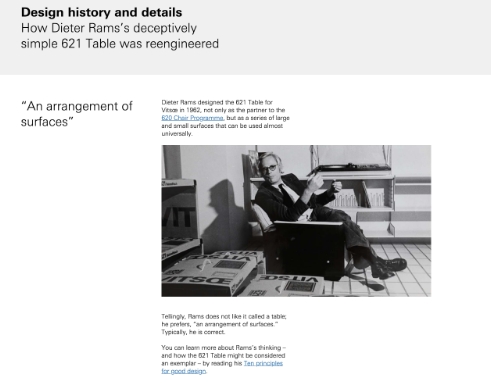 Design history and details
How Dieter Rams's deceptively
simple 621 Table was reengineered
"An arrangement of
surfaces"
Dieter Rams designed the 621 Table for
Vitsœ in 1962, not only as the partner to the
620 Chair Programme, but as a series of large
and small surfaces that can be used almost
universally.
Tellingly, Rams does not like it called a table;
he prefers, "an arrangement of surfaces."
Typically, he is correct.
You can learn more about Rams's thinking –
and how the 621 Table might be considered
an exemplar – by reading his Ten principles
for good design.